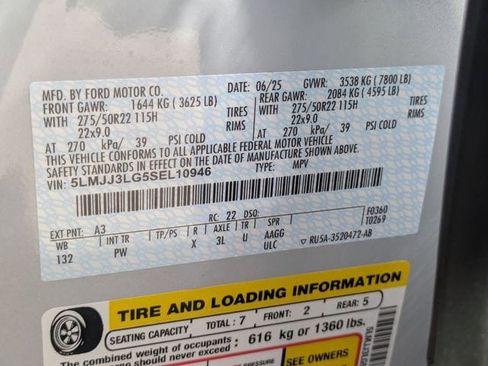 MFD. BY FORD MOTOR CO. DATE: 06/25 GVWR: 3538 KG ( 7800 LB)
FRONT GAWR: 1644 KG ( 3625 LB) REAR GAWR: 2084 KG ( 4595 LB)
WITH 275/50R22 115H TIRES WITH 275/50R22 115H TIRES
22x9.0 RIMS 22x9.0 RIMS
AT 270 kPa/ 39 PSI COLD AT 270 kPa/ 39 PSI COLD
THIS VEHICLE CONFORMS TO ALL APPLICABLE FEDERAL MOTOR VEHICLE
SAFETY STANDARDS IN EFFECT ON THE DATE OF MANUFACTURE SHOWN ABOVE.
VIN: 5LMJJ3LG5SEL10946 TYPE: MPV
F0360
T0269
EXT PNT: A3 RC: 22 DSO:
WB INT TR TP/PS R AXLE TR AAGG
132 PW X 3L U ULC ▽ RU5A-3520472-AB
TIRE AND LOADING INFORMATION
SEATING CAPACITY TOTAL: 7 FRONT: 2 REAR: 5
The combined weight of occupants
never exceed: 616 kg or 1360 lbs.
SEE OWNERS